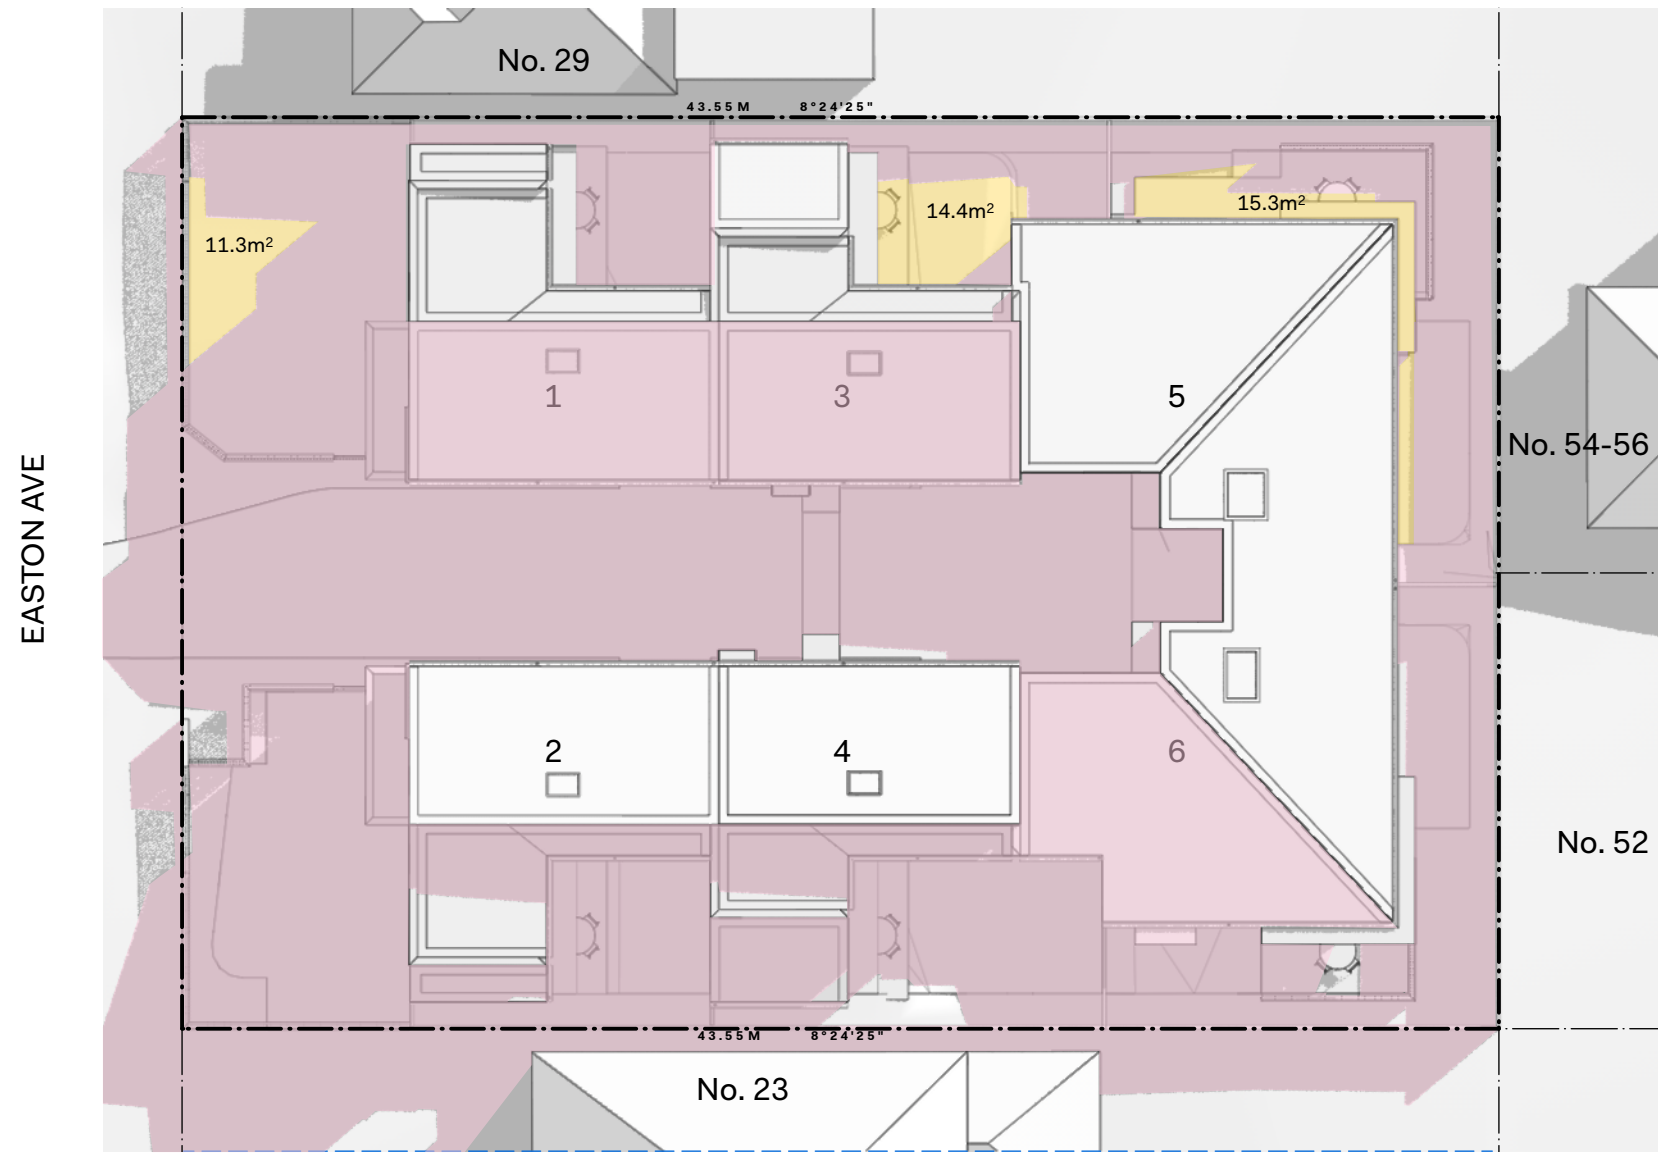 No. 29
43.55 M 8°24'25"
11.3m²
14.4m²
15.3m²
1
3
5
No. 54-56
EASTON AVE
2
4
6
No. 52
43.55 M 8°24'25"
No. 23